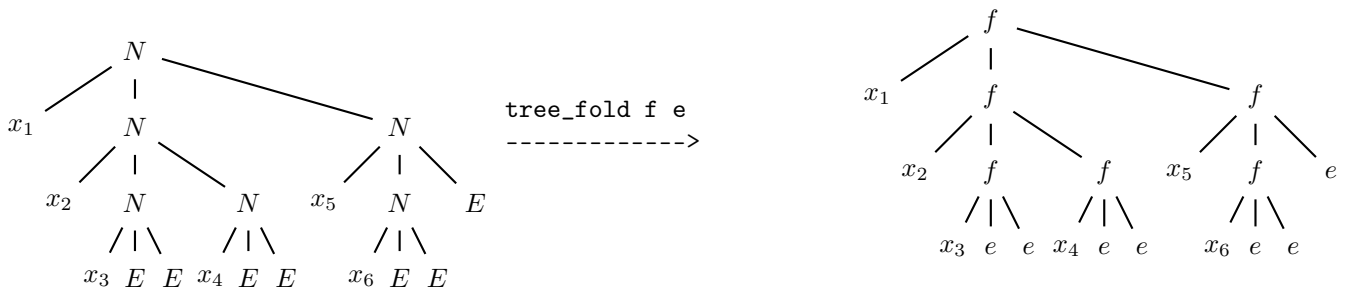 N
x₁ N N
x₂ N N x₅ N E
x₃ E E x₄ E E x₆ E E
tree_fold f e
------------->
f
x₁ f f
x₂ f f x₅ f e
x₃ e e x₄ e e x₆ e e